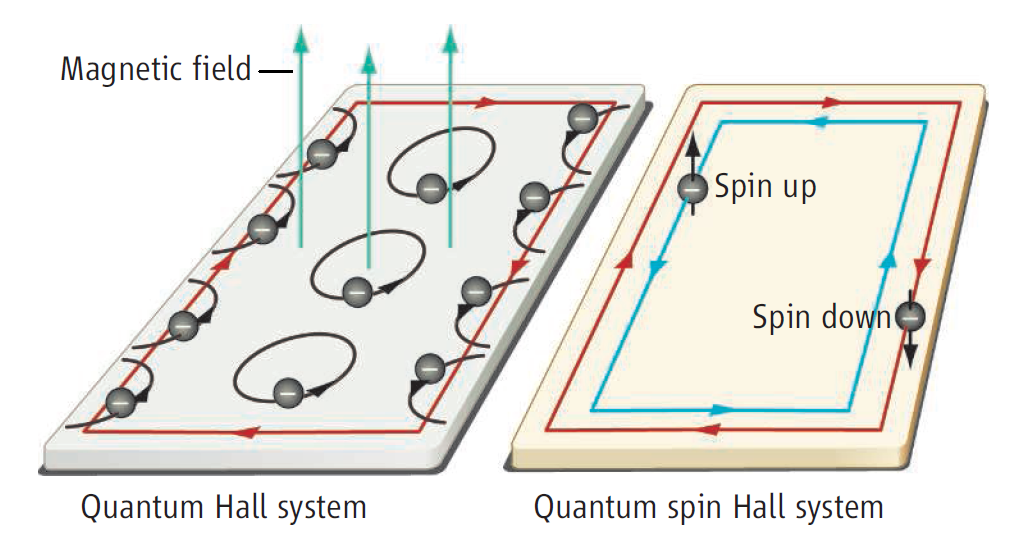 Magnetic field
Spin up
Spin down
Quantum Hall system
Quantum spin Hall system